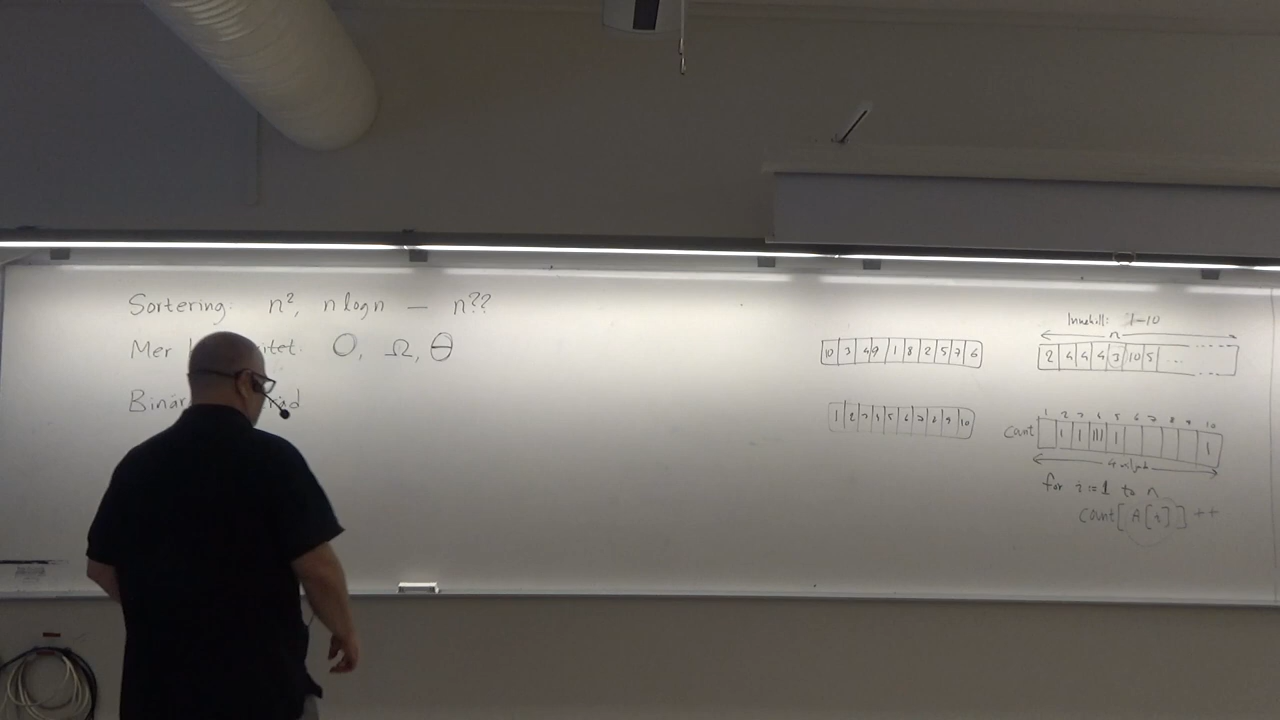 Sortering: n², n log n — n??
Mer itet: O, Ω, Θ
Binär
10 3 4 9 1 8 2 5 7 6
1 2 3 4 5 6 7 8 9 10
Innehåll: 1–10
n
2 4 4 4 3 10 5 ...
1 2 3 4 5 6 7 8 9 10
Count | | ||| | |
for i:=1 to n
Count[A[i]]++